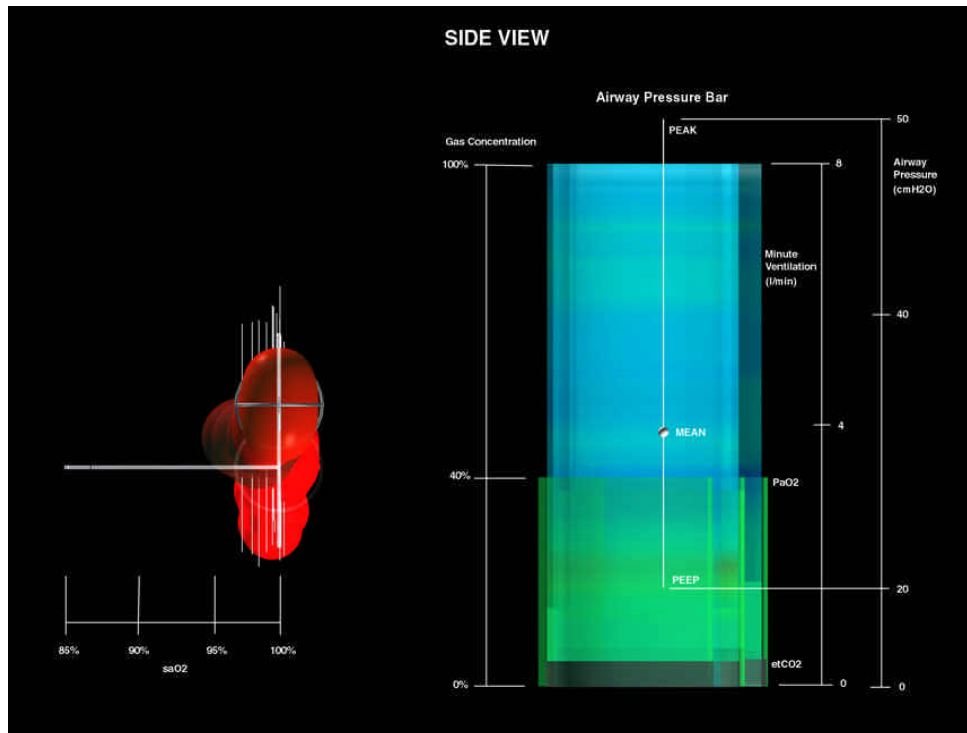 SIDE VIEW
Airway Pressure Bar
PEAK
50
Gas Concentration
100%
8
Airway
Pressure
(cmH2O)
Minute
Ventilation
(l/min)
40
MEAN
4
40%
PaO2
PEEP
20
etCO2
0%
0
0
85%
90%
95%
100%
saO2